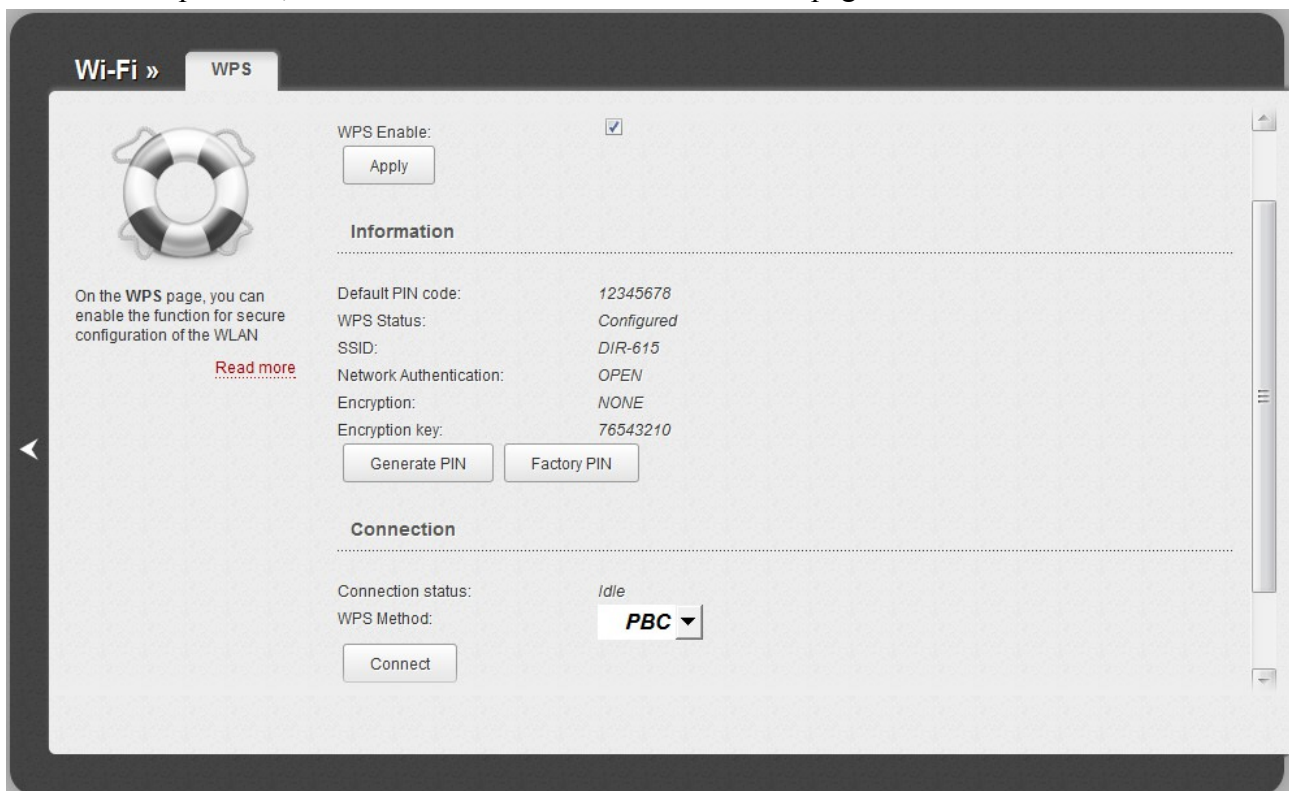 Wi-Fi »
WPS
WPS Enable:
Apply
Information
On the WPS page, you can
enable the function for secure
configuration of the WLAN
Read more
Default PIN code: 12345678
WPS Status: Configured
SSID: DIR-615
Network Authentication: OPEN
Encryption: NONE
Encryption key: 76543210
Generate PIN Factory PIN
Connection
Connection status: Idle
WPS Method: PBC
Connect